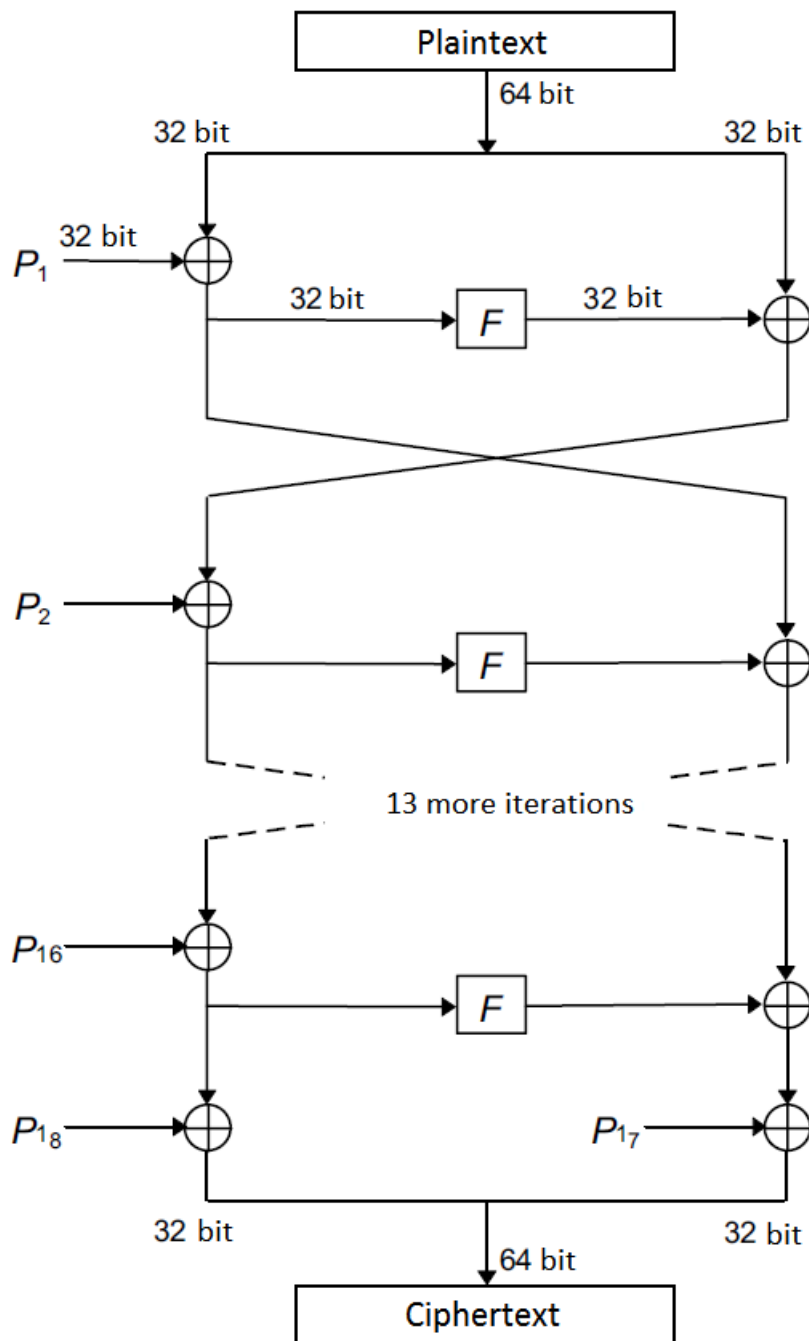 Plaintext
64 bit
32 bit 32 bit
32 bit
P1
32 bit F 32 bit
P2
F
13 more iterations
P16
F
P18 P17
32 bit 32 bit
64 bit
Ciphertext